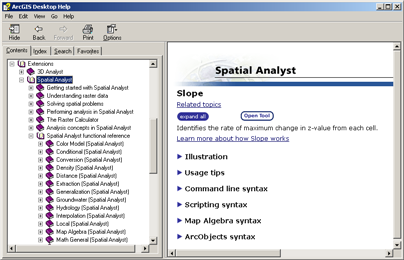 ArcGIS Desktop Help
File Edit View Go Help
Hide Back Forward Print Options
Contents Index Search Favorites
Extensions
3D Analyst
Spatial Analyst
Getting started with Spatial Analyst
Understanding raster data
Solving spatial problems
Performing analysis in Spatial Analyst
The Raster Calculator
Analysis concepts in Spatial Analyst
Spatial Analyst functional reference
Color Model (Spatial Analyst)
Conditional (Spatial Analyst)
Conversion (Spatial Analyst)
Density (Spatial Analyst)
Distance (Spatial Analyst)
Extraction (Spatial Analyst)
Generalization (Spatial Analyst)
Groundwater (Spatial Analyst)
Hydrology (Spatial Analyst)
Interpolation (Spatial Analyst)
Local (Spatial Analyst)
Map Algebra (Spatial Analyst)
Math General (Spatial Analyst)
Spatial Analyst
Slope
Related topics
expand all Open Tool
Identifies the rate of maximum change in z-value from each cell.
Learn more about how Slope works
Illustration
Usage tips
Command line syntax
Scripting syntax
Map Algebra syntax
ArcObjects syntax